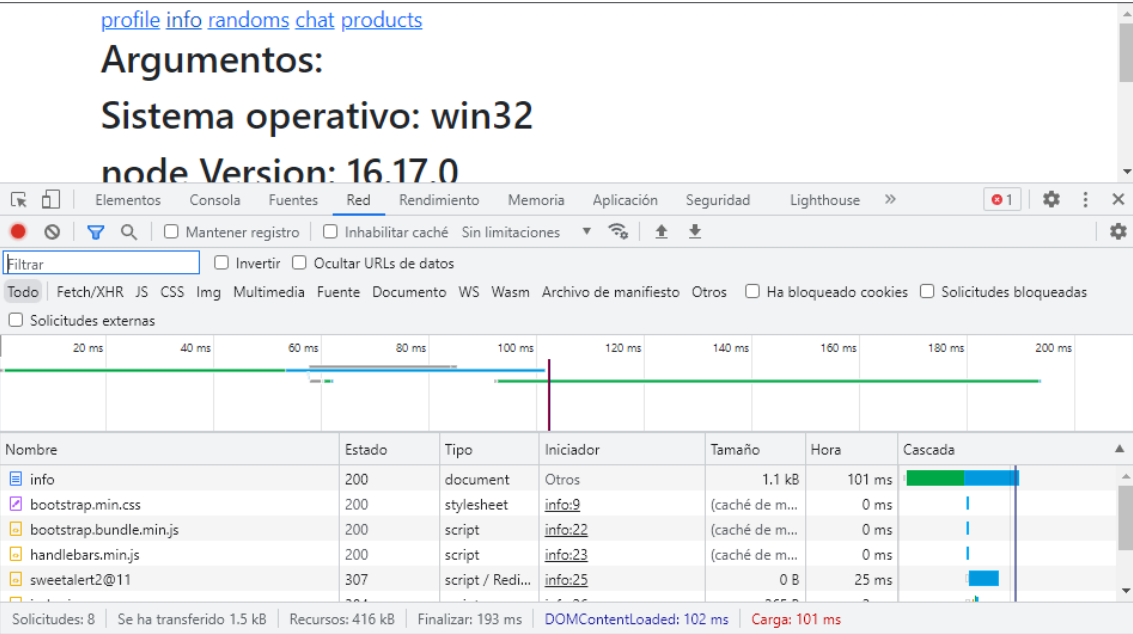 profile info randoms chat products
Argumentos:
Sistema operativo: win32
node Version: 16.17.0
Elementos Consola Fuentes Red Rendimiento Memoria Aplicación Seguridad Lighthouse 1
Mantener registro Inhabilitar caché Sin limitaciones
Filtrar Invertir Ocultar URLs de datos
Todo Fetch/XHR JS CSS Img Multimedia Fuente Documento WS Wasm Archivo de manifiesto Otros Ha bloqueado cookies Solicitudes bloqueadas
Solicitudes externas
20 ms 40 ms 60 ms 80 ms 100 ms 120 ms 140 ms 160 ms 180 ms 200 ms
Nombre Estado Tipo Iniciador Tamaño Hora Cascada
info 200 document Otros 1.1 kB 101 ms
bootstrap.min.css 200 stylesheet info:9 (caché de m... 0 ms
bootstrap.bundle.min.js 200 script info:22 (caché de m... 0 ms
handlebars.min.js 200 script info:23 (caché de m... 0 ms
sweetalert2@11 307 script / Redi... info:25 0 B 25 ms
Solicitudes: 8 Se ha transferido 1.5 kB Recursos: 416 kB Finalizar: 193 ms DOMContentLoaded: 102 ms Carga: 101 ms